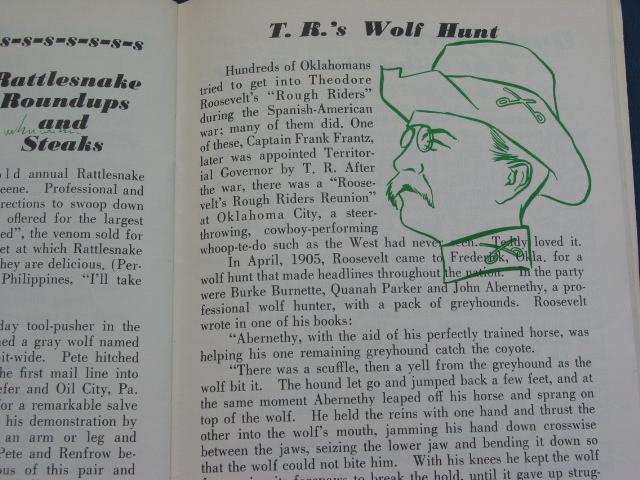 s-s-s-s-s-s-s-s
Rattlesnake
Roundups
and
Steaks
old annual Rattlesnake
eene. Professional and
rections to swoop down
offered for the largest
ed", the venom sold for
et at which Rattlesnake
hey are delicious. (Per-
Philippines, "I'll take
day tool-pusher in the
ned a gray wolf named
it-wide. Pete hitched
he first mail line into
efer and Oil City, Pa.
or a remarkable salve
his demonstration by
an arm or leg and
Pete and Renfrow be-
ous of this pair and
T. R.'s Wolf Hunt
Hundreds of Oklahomans
tried to get into Theodore
Roosevelt's "Rough Riders"
during the Spanish-American
war; many of them did. One
of these, Captain Frank Frantz,
later was appointed Territor-
ial Governor by T. R. After
the war, there was a "Roose-
velt's Rough Riders Reunion"
at Oklahoma City, a steer-
throwing, cowboy-performing
whoop-te-do such as the West had never seen. Teddy loved it.
In April, 1905, Roosevelt came to Frederick, Okla. for a
wolf hunt that made headlines throughout the nation. In the party
were Burke Burnette, Quanah Parker and John Abernethy, a pro-
fessional wolf hunter, with a pack of greyhounds. Roosevelt
wrote in one of his books:
"Abernethy, with the aid of his perfectly trained horse, was
helping his one remaining greyhound catch the coyote.
"There was a scuffle, then a yell from the greyhound as the
wolf bit it. The hound let go and jumped back a few feet, and at
the same moment Abernethy leaped off his horse and sprang on
top of the wolf. He held the reins with one hand and thrust the
other into the wolf's mouth, jamming his hand down crosswise
between the jaws, seizing the lower jaw and bending it down so
that the wolf could not bite him. With his knees he kept the wolf
forepaws to break the hold, until it gave up strug-